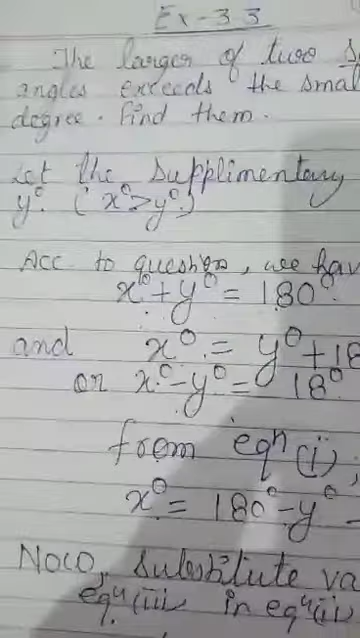 Ex-3.3
The larger of two
angles exceeds the small
degree. Find them.
Let the Supplimentary
y°. ( x°>y°)
Acc to question, we hav
x°+y° = 180°
and x° = y°+18
or x°-y° = 18°
from eqⁿ (i),
x° = 180°-y°
Now, substitute va
eqⁿ (iii) in eqⁿ (ii)